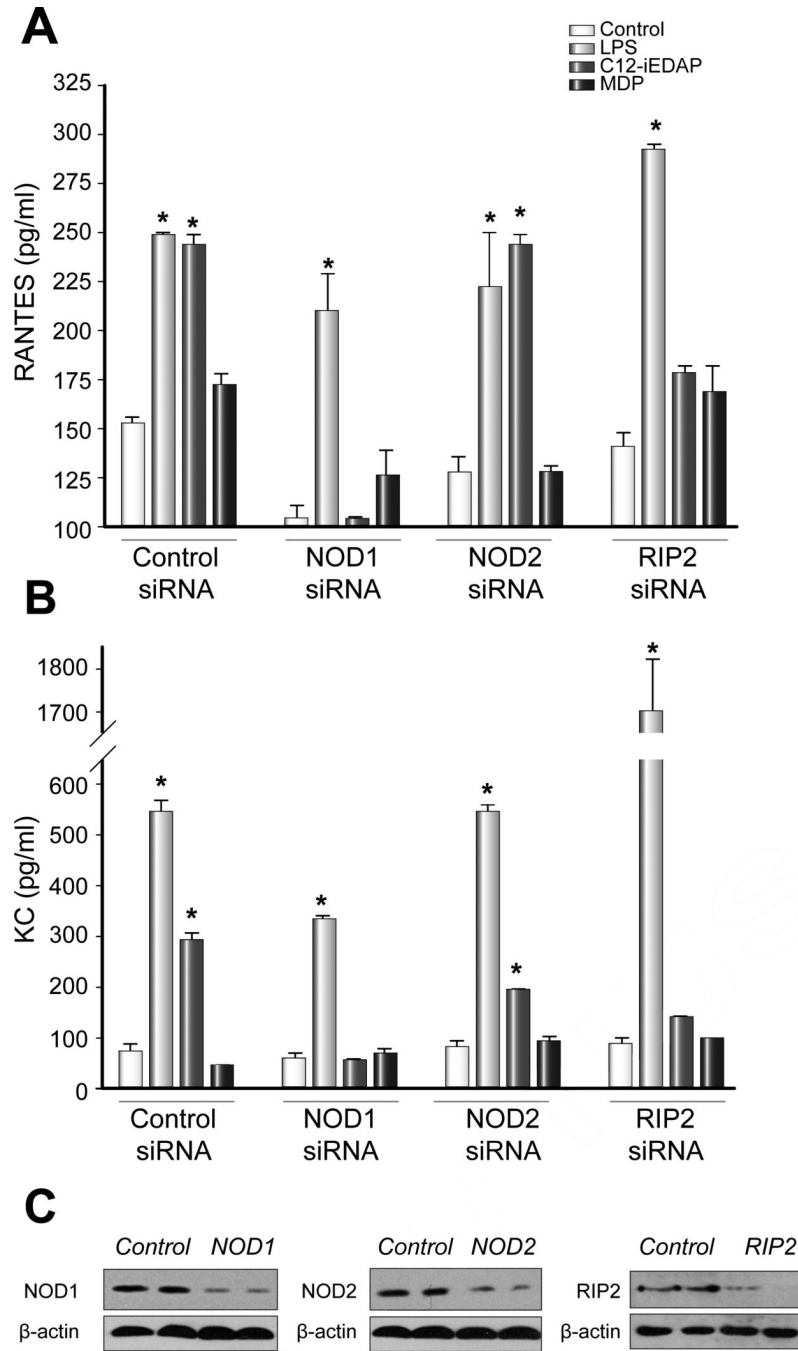 A
Control
LPS
C12-iEDAP
MDP
RANTES (pg/ml)
325
300
275
250
225
200
175
150
125
100
* * * * * *
Control NOD1 NOD2 RIP2
siRNA siRNA siRNA siRNA
B
KC (pg/ml)
1800
1700
600
500
400
300
200
100
0
* * * * * *
Control NOD1 NOD2 RIP2
siRNA siRNA siRNA siRNA
C
Control NOD1 Control NOD2 Control RIP2
NOD1 NOD2 RIP2
β-actin β-actin β-actin